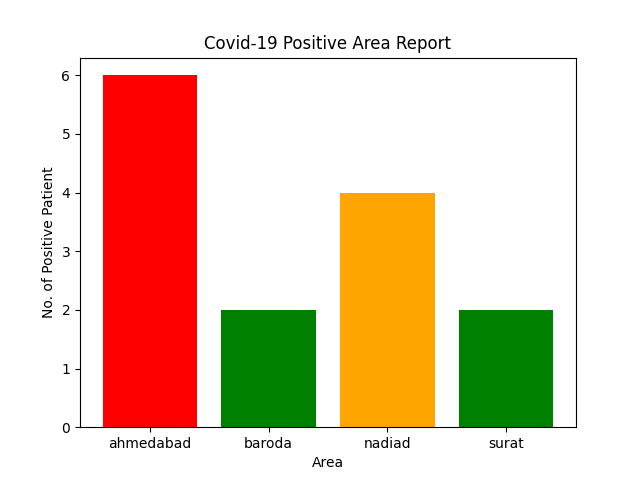 Covid-19 Positive Area Report
No. of Positive Patient
6
5
4
3
2
1
0
ahmedabad baroda nadiad surat
Area